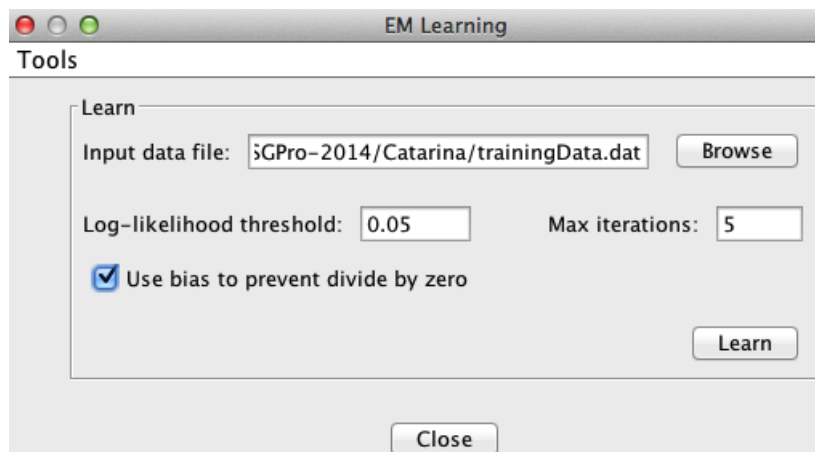 EM Learning
Tools
Learn
Input data file: SGPro-2014/Catarina/trainingData.dat Browse
Log-likelihood threshold: 0.05 Max iterations: 5
Use bias to prevent divide by zero
Learn
Close